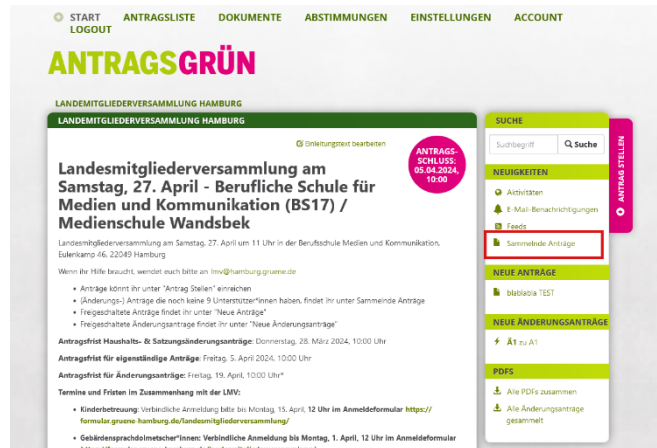 START ANTRAGSLISTE DOKUMENTE ABSTIMMUNGEN EINSTELLUNGEN ACCOUNT
LOGOUT
ANTRAGSGRÜN
LANDEMITGLIEDERVERSAMMLUNG HAMBURG
LANDEMITGLIEDERVERSAMMLUNG HAMBURG
Einleitungstext bearbeiten
ANTRAGS-
SCHLUSS:
05.04.2024,
10:00
Landesmitgliederversammlung am
Samstag, 27. April - Berufliche Schule für
Medien und Kommunikation (BS17) /
Medienschule Wandsbek
Landesmitgliederversammlung am Samstag, 27. April um 11 Uhr in der Berufsschule Medien und Kommunikation,
Eulenkamp 46, 22049 Hamburg
Wenn ihr Hilfe braucht, wendet euch bitte an lmv@hamburg.gruene.de
• Anträge könnt ihr unter "Antrag Stellen" einreichen
• (Änderungs-) Anträge die noch keine 9 Unterstützer*innen haben, findet ihr unter Sammelnde Anträge
• Freigeschaltete Anträge findet ihr unter "Neue Anträge"
• Freigeschaltete Änderungsantrage findet ihr unter "Neue Änderungsanträge"
Antragsfrist Haushalts- & Satzungsänderungsanträge: Donnerstag, 28. März 2024, 10:00 Uhr
Antragsfrist für eigenständige Anträge: Freitag, 5. April 2024, 10:00 Uhr
Antragsfrist für Änderungsanträge: Freitag, 19. April, 10:00 Uhr*
Termine und Fristen im Zusammenhang mit der LMV:
• Kinderbetreuung: Verbindliche Anmeldung bitte bis Montag, 15. April, 12 Uhr im Anmeldeformular https://
formular.gruene-hamburg.de/landesmitgliederversammlung/
• Gebärdensprachdolmetscher*innen: Verbindliche Anmeldung bis Montag, 1. April, 12 Uhr im Anmeldeformular
SUCHE
Suchbegriff Suche
NEUIGKEITEN
Aktivitäten
E-Mail-Benachrichtigungen
Feeds
Sammelnde Anträge
NEUE ANTRÄGE
blablabla TEST
NEUE ÄNDERUNGSANTRÄGE
Ä1 zu A1
PDFS
Alle PDFs zusammen
Alle Änderungsanträge
gesammelt
ANTRAG STELLEN